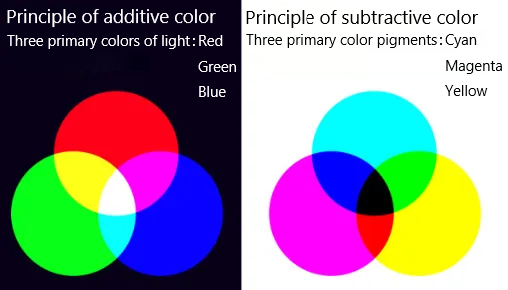 Principle of additive color
Three primary colors of light：Red
Green
Blue
Principle of subtractive color
Three primary color pigments：Cyan
Magenta
Yellow